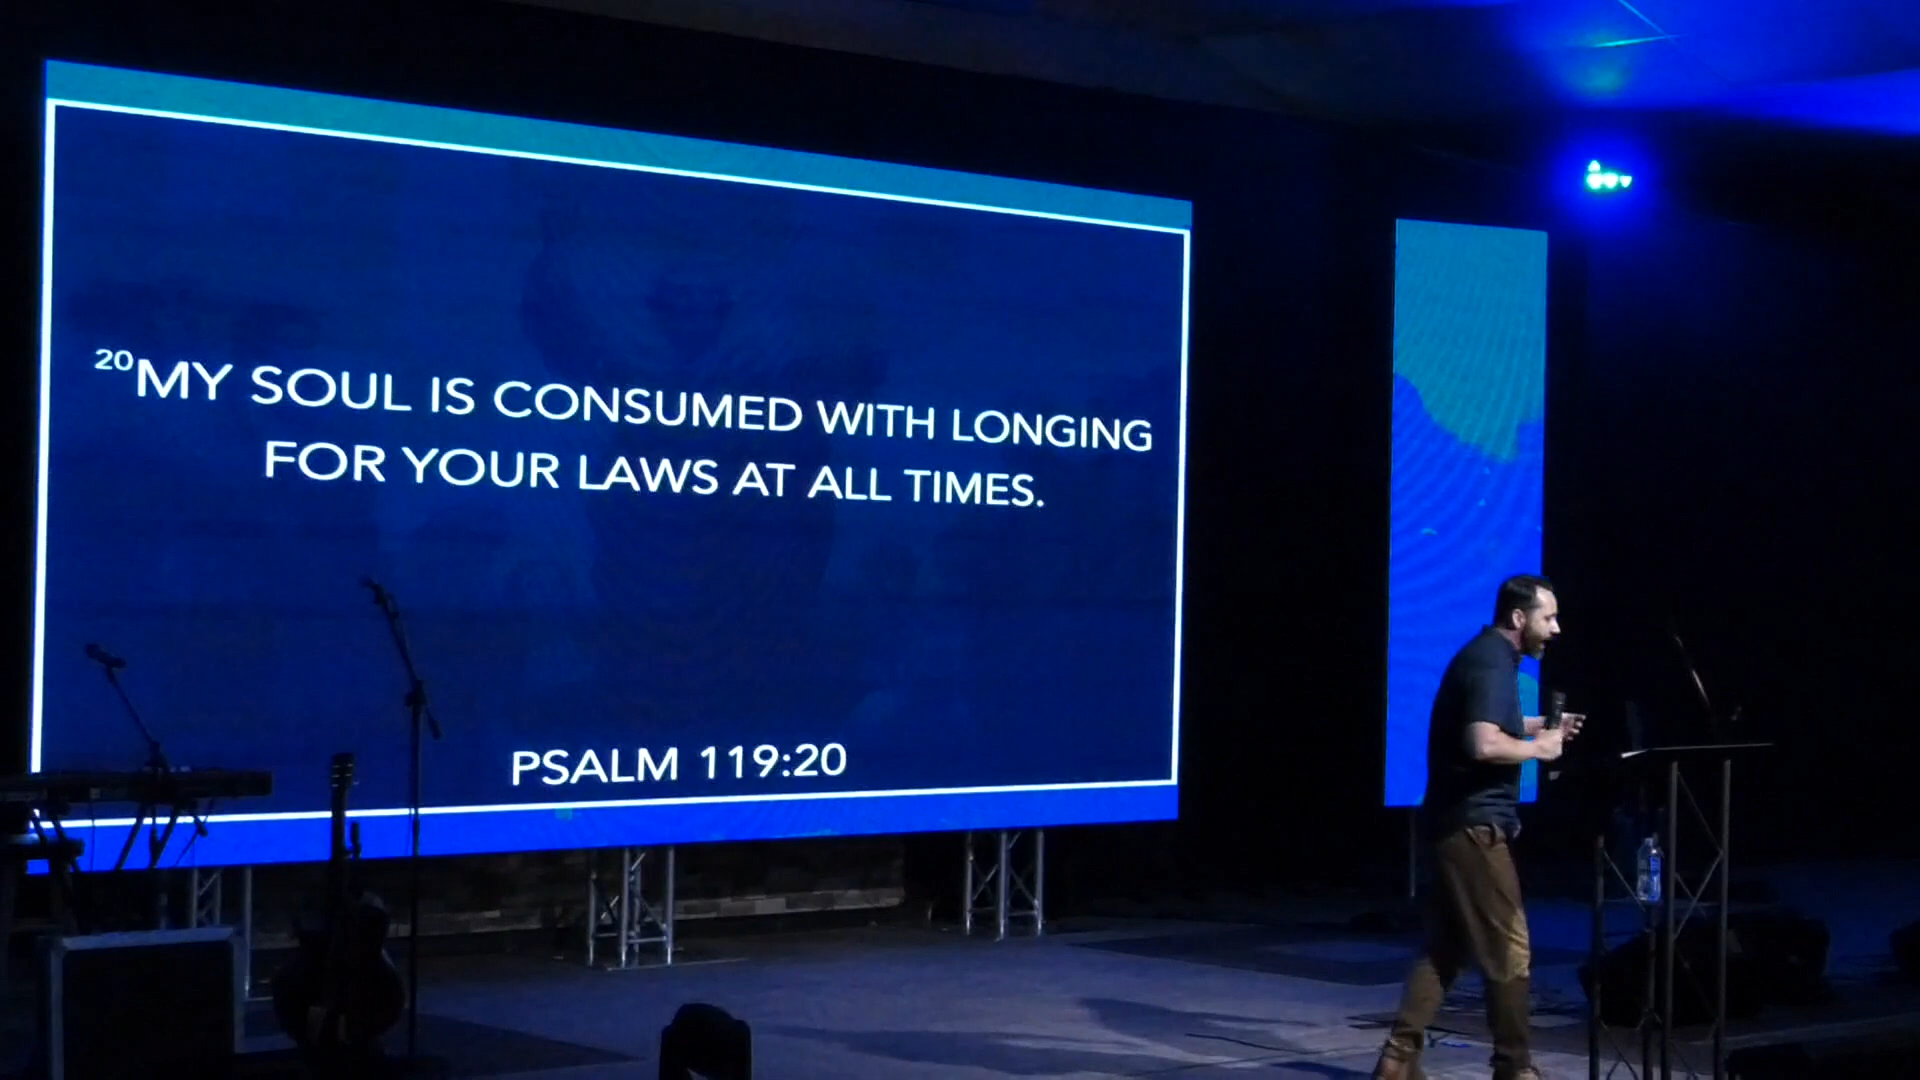 ²⁰MY SOUL IS CONSUMED WITH LONGING
FOR YOUR LAWS AT ALL TIMES.
PSALM 119:20